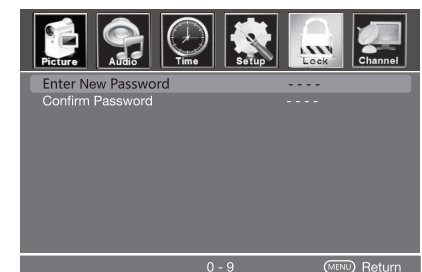 Picture Audio Time Setup Lock Channel
Enter New Password - - - -
Confirm Password - - - -
0 - 9 MENU Return